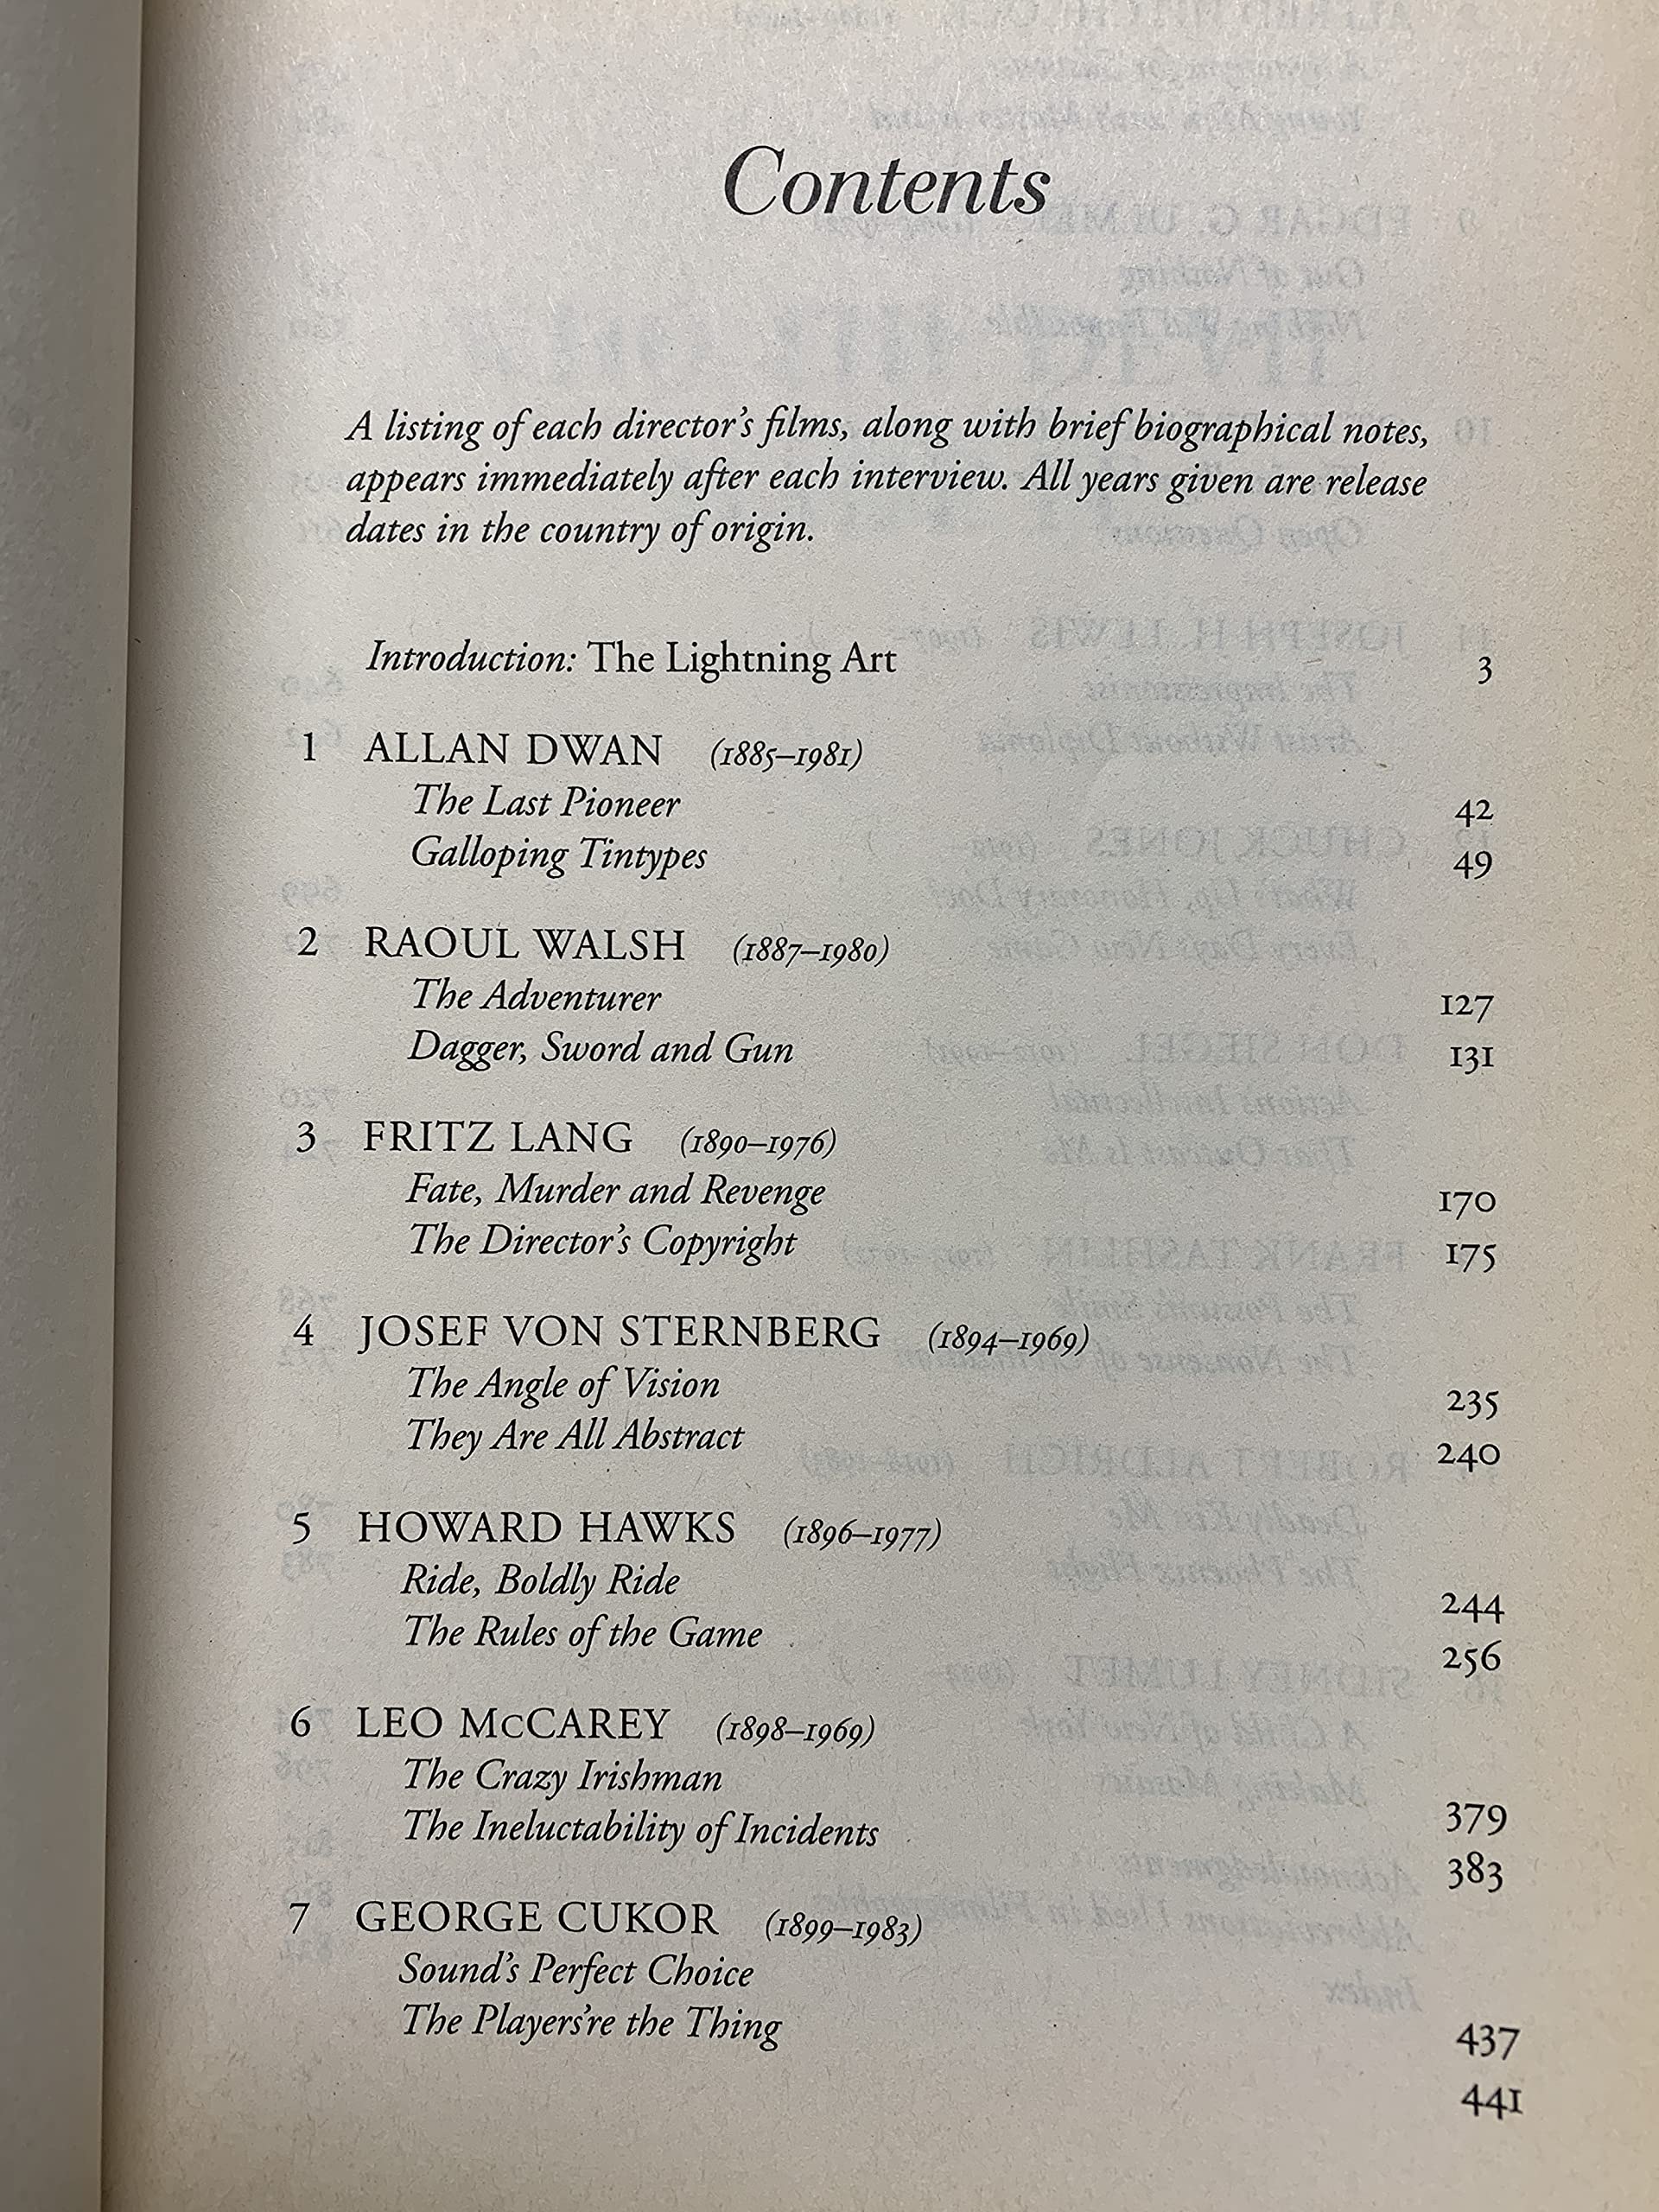 Contents
A listing of each director's films, along with brief biographical notes,
appears immediately after each interview. All years given are release
dates in the country of origin.
Introduction: The Lightning Art 3
1 ALLAN DWAN (1885–1981)
The Last Pioneer 42
Galloping Tintypes 49
2 RAOUL WALSH (1887–1980)
The Adventurer 127
Dagger, Sword and Gun 131
3 FRITZ LANG (1890–1976)
Fate, Murder and Revenge 170
The Director's Copyright 175
4 JOSEF VON STERNBERG (1894–1969)
The Angle of Vision 235
They Are All Abstract 240
5 HOWARD HAWKS (1896–1977)
Ride, Boldly Ride 244
The Rules of the Game 256
6 LEO McCAREY (1898–1969)
The Crazy Irishman 379
The Ineluctability of Incidents 383
7 GEORGE CUKOR (1899–1983)
Sound's Perfect Choice 437
The Players're the Thing 441